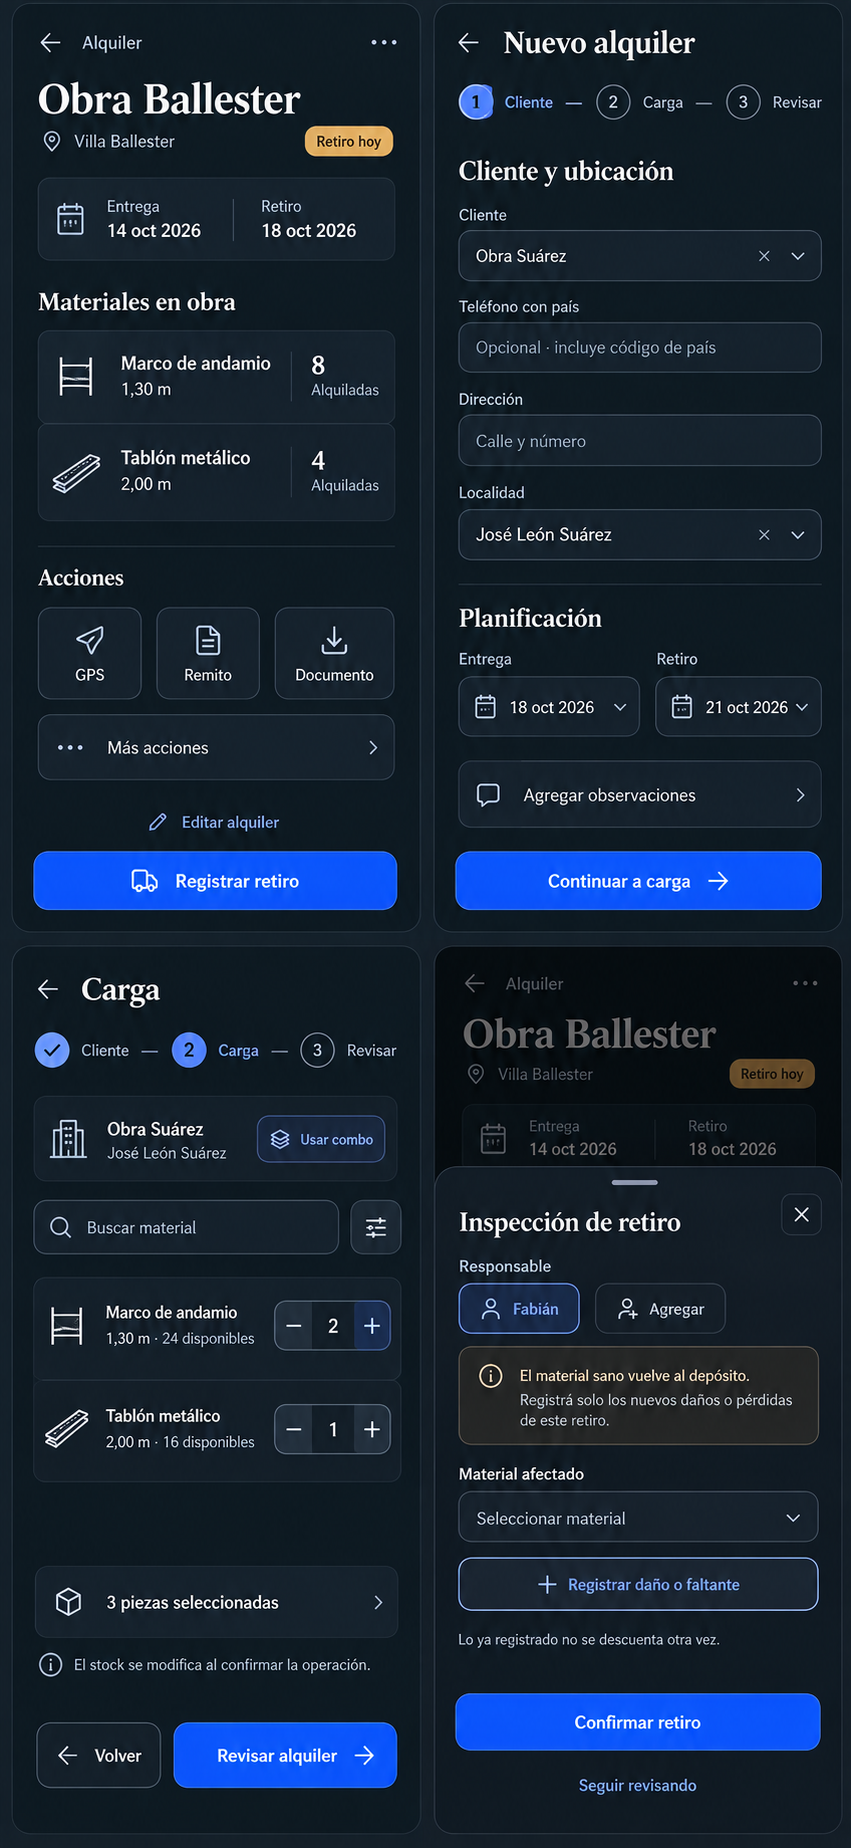 Alquiler
Obra Ballester
Villa Ballester
Retiro hoy
Entrega
14 oct 2026
Retiro
18 oct 2026
Materiales en obra
Marco de andamio
1,30 m
8
Alquiladas
Tablón metálico
2,00 m
4
Alquiladas
Acciones
GPS
Remito
Documento
Más acciones
Editar alquiler
Registrar retiro
Nuevo alquiler
1 Cliente — 2 Carga — 3 Revisar
Cliente y ubicación
Cliente
Obra Suárez
Teléfono con país
Opcional · incluye código de país
Dirección
Calle y número
Localidad
José León Suárez
Planificación
Entrega
18 oct 2026
Retiro
21 oct 2026
Agregar observaciones
Continuar a carga
Carga
Cliente — 2 Carga — 3 Revisar
Obra Suárez
José León Suárez
Usar combo
Buscar material
Marco de andamio
1,30 m · 24 disponibles
2
Tablón metálico
2,00 m · 16 disponibles
1
3 piezas seleccionadas
El stock se modifica al confirmar la operación.
Volver
Revisar alquiler
Alquiler
Obra Ballester
Villa Ballester
Retiro hoy
Entrega
14 oct 2026
Retiro
18 oct 2026
Inspección de retiro
Responsable
Fabián
Agregar
El material sano vuelve al depósito.
Registrá solo los nuevos daños o pérdidas
de este retiro.
Material afectado
Seleccionar material
Registrar daño o faltante
Lo ya registrado no se descuenta otra vez.
Confirmar retiro
Seguir revisando